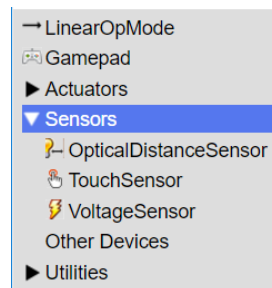 LinearOpMode
Gamepad
Actuators
Sensors
OpticalDistanceSensor
TouchSensor
VoltageSensor
Other Devices
Utilities